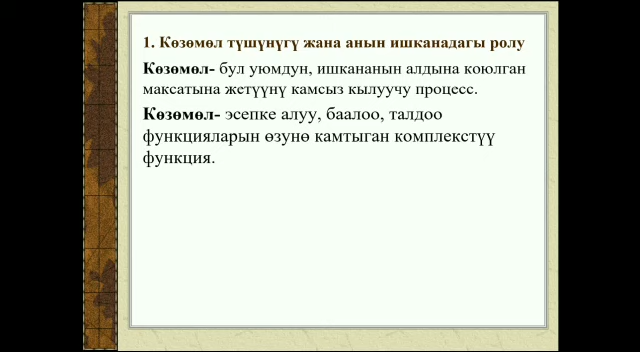 1. Көзөмөл түшүнүгү жана анын ишканадагы ролу
Көзөмөл- бул уюмдун, ишкананын алдына коюлган
максатына жетүүнү камсыз кылуучу процесс.
Көзөмөл- эсепке алуу, баалоо, талдоо
функцияларын өзунө камтыган комплекстүү
функция.